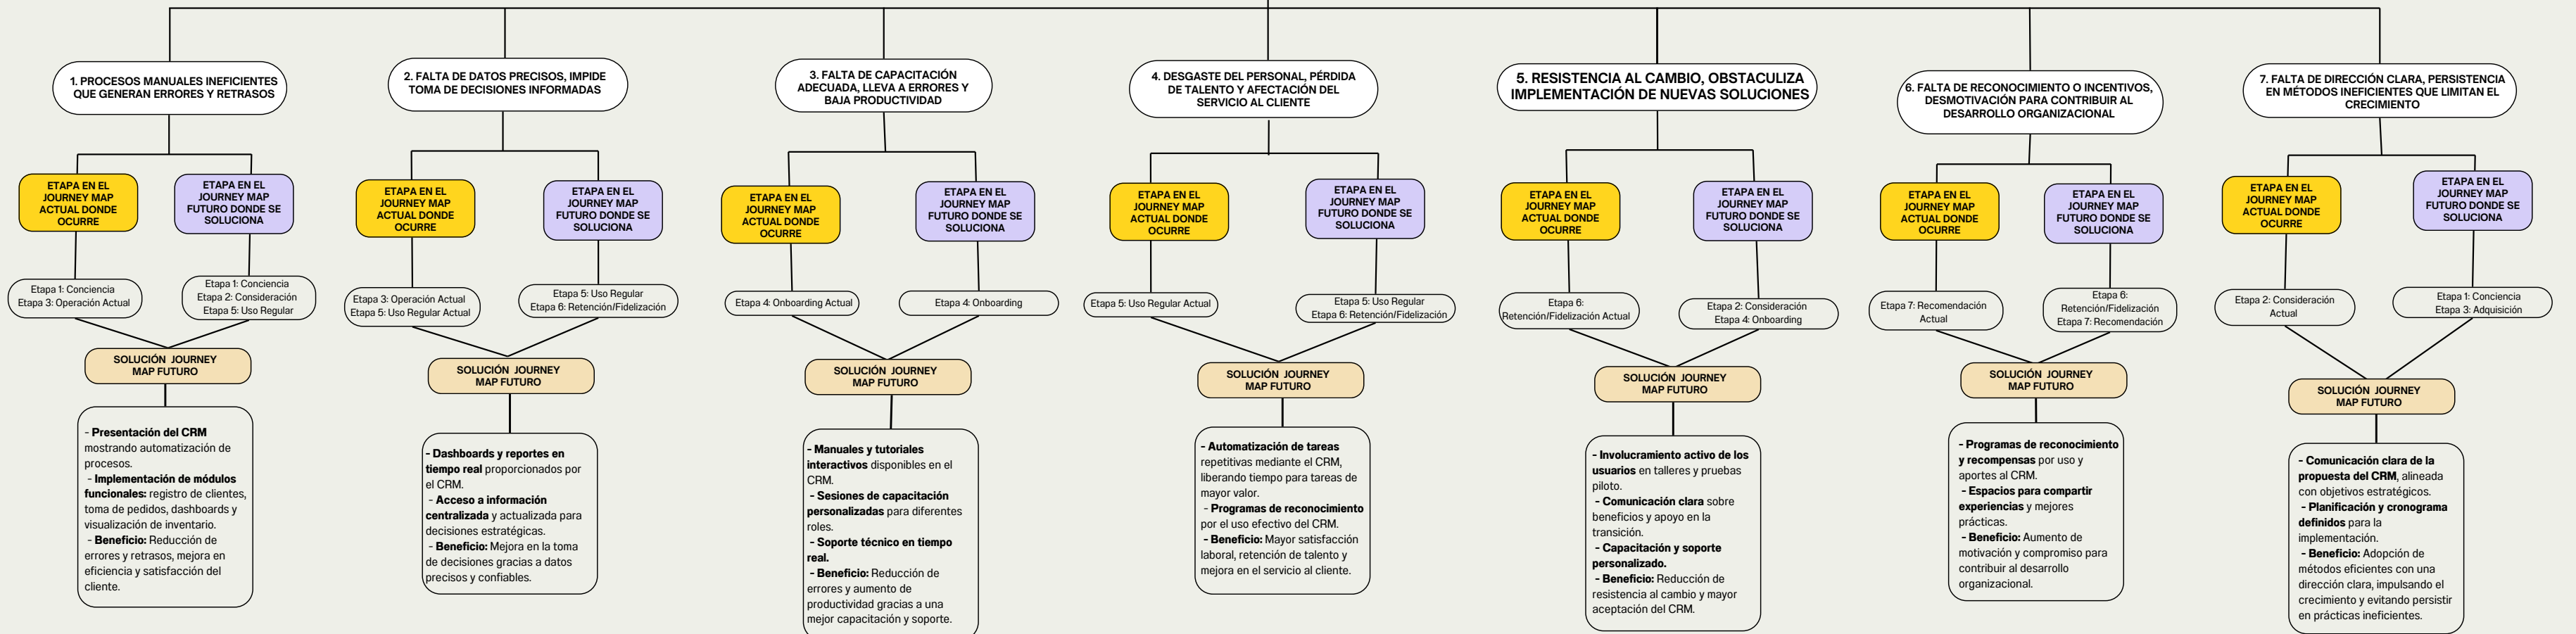 1. PROCESOS MANUALES INEFICIENTES
QUE GENERAN ERRORES Y RETRASOS
ETAPA EN EL
JOURNEY MAP
ACTUAL DONDE
OCURRE
ETAPA EN EL
JOURNEY MAP
FUTURO DONDE SE
SOLUCIONA
Etapa 1: Conciencia
Etapa 3: Operación Actual
Etapa 1: Conciencia
Etapa 2: Consideración
Etapa 5: Uso Regular
SOLUCIÓN JOURNEY
MAP FUTURO
- Presentación del CRM
mostrando automatización de
procesos.
- Implementación de módulos
funcionales: registro de clientes,
toma de pedidos, dashboards y
visualización de inventario.
- Beneficio: Reducción de
errores y retrasos, mejora en
eficiencia y satisfacción del
cliente.
2. FALTA DE DATOS PRECISOS, IMPIDE
TOMA DE DECISIONES INFORMADAS
ETAPA EN EL
JOURNEY MAP
ACTUAL DONDE
OCURRE
ETAPA EN EL
JOURNEY MAP
FUTURO DONDE SE
SOLUCIONA
Etapa 3: Operación Actual
Etapa 5: Uso Regular Actual
Etapa 5: Uso Regular
Etapa 6: Retención/Fidelización
SOLUCIÓN JOURNEY
MAP FUTURO
- Dashboards y reportes en
tiempo real proporcionados por
el CRM.
- Acceso a información
centralizada y actualizada para
decisiones estratégicas.
- Beneficio: Mejora en la toma
de decisiones gracias a datos
precisos y confiables.
3. FALTA DE CAPACITACIÓN
ADECUADA, LLEVA A ERRORES Y
BAJA PRODUCTIVIDAD
ETAPA EN EL
JOURNEY MAP
ACTUAL DONDE
OCURRE
ETAPA EN EL
JOURNEY MAP
FUTURO DONDE SE
SOLUCIONA
Etapa 4: Onboarding Actual
Etapa 4: Onboarding
SOLUCIÓN JOURNEY
MAP FUTURO
- Manuales y tutoriales
interactivos disponibles en el
CRM.
- Sesiones de capacitación
personalizadas para diferentes
roles.
- Soporte técnico en tiempo
real.
- Beneficio: Reducción de
errores y aumento de
productividad gracias a una
mejor capacitación y soporte.
4. DESGASTE DEL PERSONAL, PÉRDIDA
DE TALENTO Y AFECTACIÓN DEL
SERVICIO AL CLIENTE
ETAPA EN EL
JOURNEY MAP
ACTUAL DONDE
OCURRE
ETAPA EN EL
JOURNEY MAP
FUTURO DONDE SE
SOLUCIONA
Etapa 5: Uso Regular Actual
Etapa 5: Uso Regular
Etapa 6: Retención/Fidelización
SOLUCIÓN JOURNEY
MAP FUTURO
- Automatización de tareas
repetitivas mediante el CRM,
liberando tiempo para tareas de
mayor valor.
- Programas de reconocimiento
por el uso efectivo del CRM.
- Beneficio: Mayor satisfacción
laboral, retención de talento y
mejora en el servicio al cliente.
5. RESISTENCIA AL CAMBIO, OBSTACULIZA
IMPLEMENTACIÓN DE NUEVAS SOLUCIONES
ETAPA EN EL
JOURNEY MAP
ACTUAL DONDE
OCURRE
ETAPA EN EL
JOURNEY MAP
FUTURO DONDE SE
SOLUCIONA
Etapa 6:
Retención/Fidelización Actual
Etapa 2: Consideración
Etapa 4: Onboarding
SOLUCIÓN JOURNEY
MAP FUTURO
- Involucramiento activo de los
usuarios en talleres y pruebas
piloto.
- Comunicación clara sobre
beneficios y apoyo en la
transición.
- Capacitación y soporte
personalizado.
- Beneficio: Reducción de
resistencia al cambio y mayor
aceptación del CRM.
6. FALTA DE RECONOCIMIENTO O INCENTIVOS,
DESMOTIVACIÓN PARA CONTRIBUIR AL
DESARROLLO ORGANIZACIONAL
ETAPA EN EL
JOURNEY MAP
ACTUAL DONDE
OCURRE
ETAPA EN EL
JOURNEY MAP
FUTURO DONDE SE
SOLUCIONA
Etapa 7: Recomendación
Actual
Etapa 6:
Retención/Fidelización
Etapa 7: Recomendación
SOLUCIÓN JOURNEY
MAP FUTURO
- Programas de reconocimiento
y recompensas por uso y
aportes al CRM.
- Espacios para compartir
experiencias y mejores
prácticas.
- Beneficio: Aumento de
motivación y compromiso para
contribuir al desarrollo
organizacional.
7. FALTA DE DIRECCIÓN CLARA, PERSISTENCIA
EN MÉTODOS INEFICIENTES QUE LIMITAN EL
CRECIMIENTO
ETAPA EN EL
JOURNEY MAP
ACTUAL DONDE
OCURRE
ETAPA EN EL
JOURNEY MAP
FUTURO DONDE SE
SOLUCIONA
Etapa 2: Consideración
Actual
Etapa 1: Conciencia
Etapa 3: Adquisición
SOLUCIÓN JOURNEY
MAP FUTURO
- Comunicación clara de la
propuesta del CRM, alineada
con objetivos estratégicos.
- Planificación y cronograma
definidos para la
implementación.
- Beneficio: Adopción de
métodos eficientes con una
dirección clara, impulsando el
crecimiento y evitando persistir
en prácticas ineficientes.